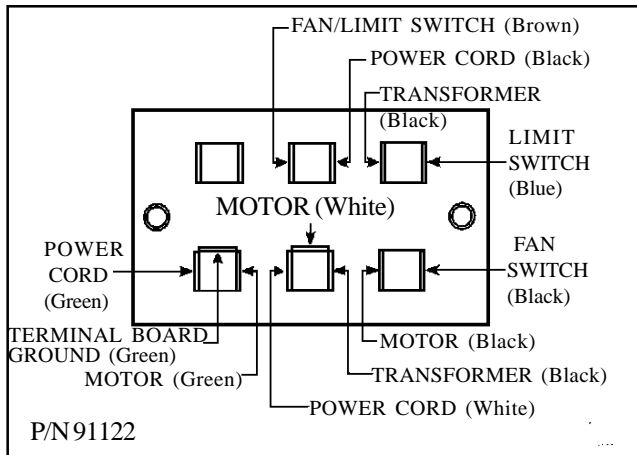 FAN/LIMIT SWITCH (Brown)
POWER CORD (Black)
TRANSFORMER
(Black)
LIMIT
SWITCH
(Blue)
MOTOR (White)
POWER
CORD
(Green)
FAN
SWITCH
(Black)
TERMINAL BOARD
GROUND (Green)
MOTOR (Black)
MOTOR (Green)
TRANSFORMER (Black)
POWER CORD (White)
P/N 91122